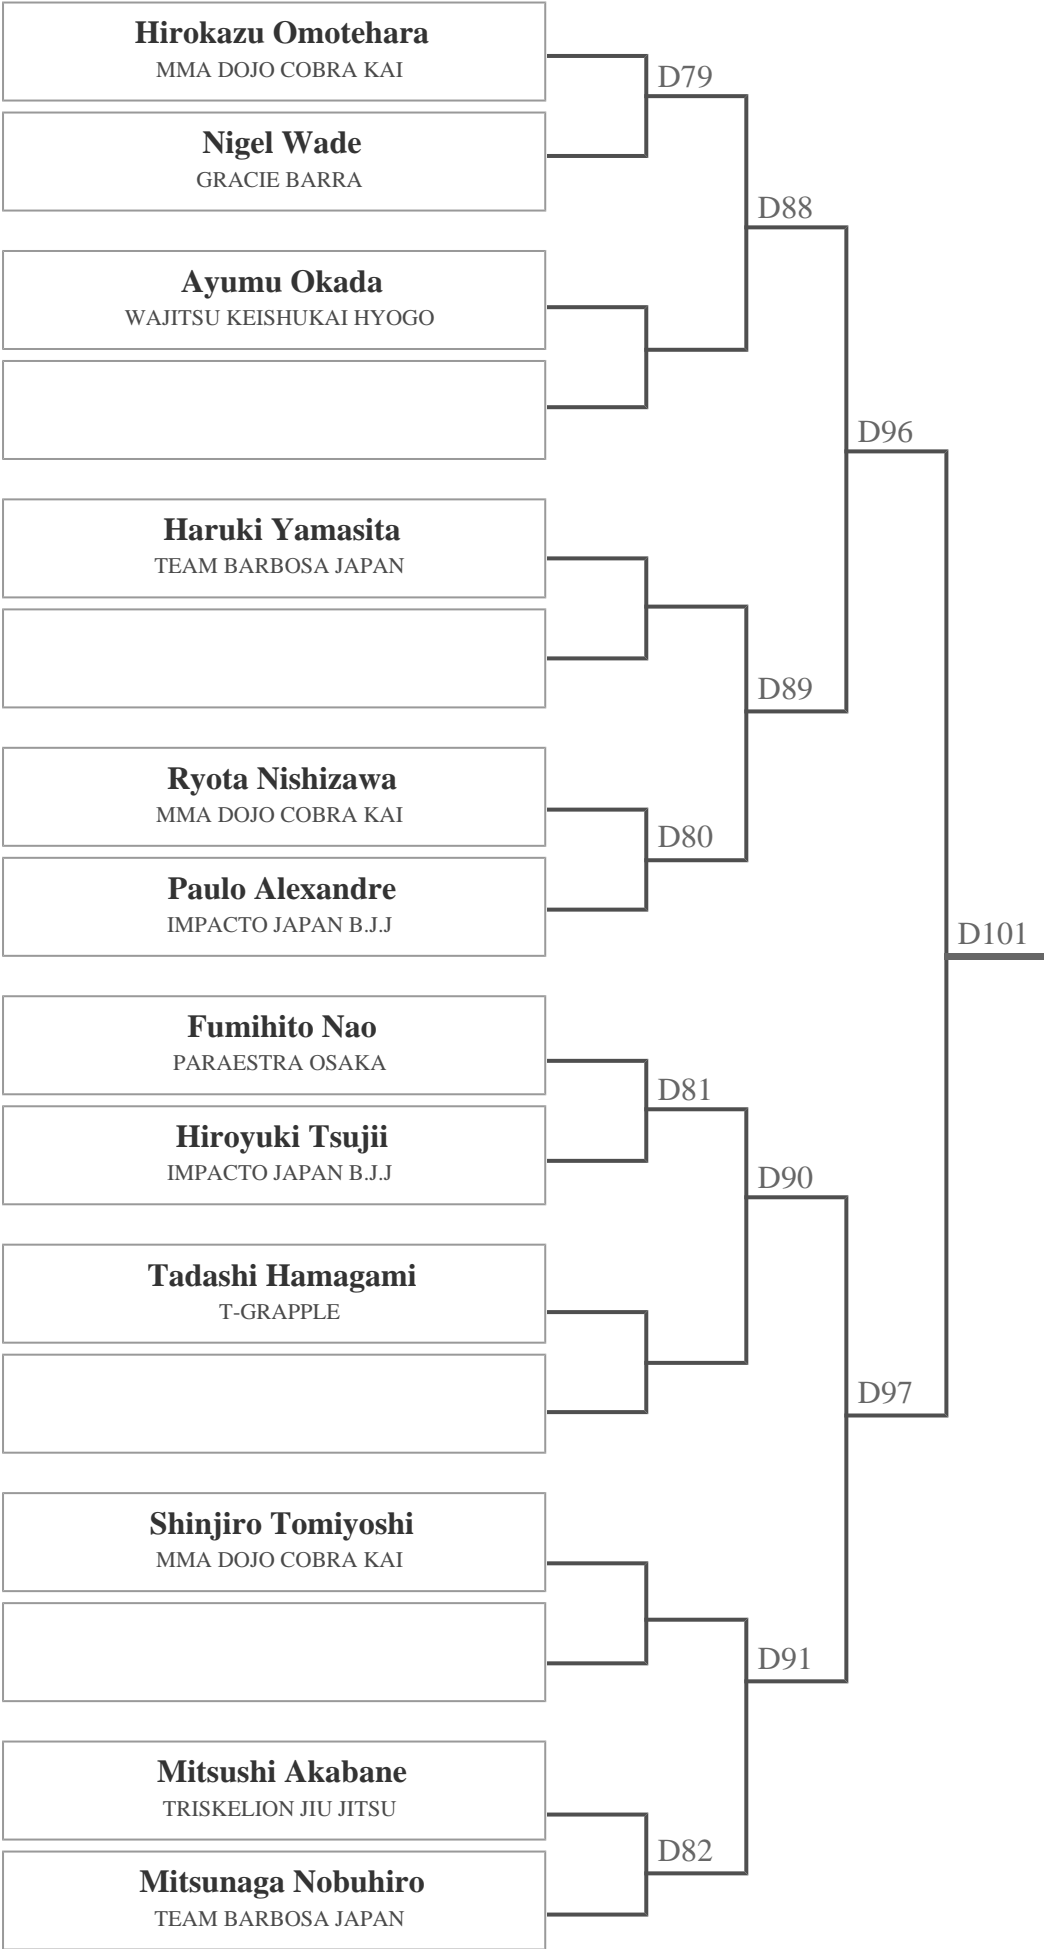 Hirokazu Omotehara
MMA DOJO COBRA KAI
D79
Nigel Wade
GRACIE BARRA
D88
Ayumu Okada
WAJITSU KEISHUKAI HYOGO
D96
Haruki Yamasita
TEAM BARBOSA JAPAN
D89
Ryota Nishizawa
MMA DOJO COBRA KAI
D80
Paulo Alexandre
IMPACTO JAPAN B.J.J
D101
Fumihito Nao
PARAESTRA OSAKA
D81
Hiroyuki Tsujii
IMPACTO JAPAN B.J.J
D90
Tadashi Hamagami
T-GRAPPLE
D97
Shinjiro Tomiyoshi
MMA DOJO COBRA KAI
D91
Mitsushi Akabane
TRISKELION JIU JITSU
D82
Mitsunaga Nobuhiro
TEAM BARBOSA JAPAN